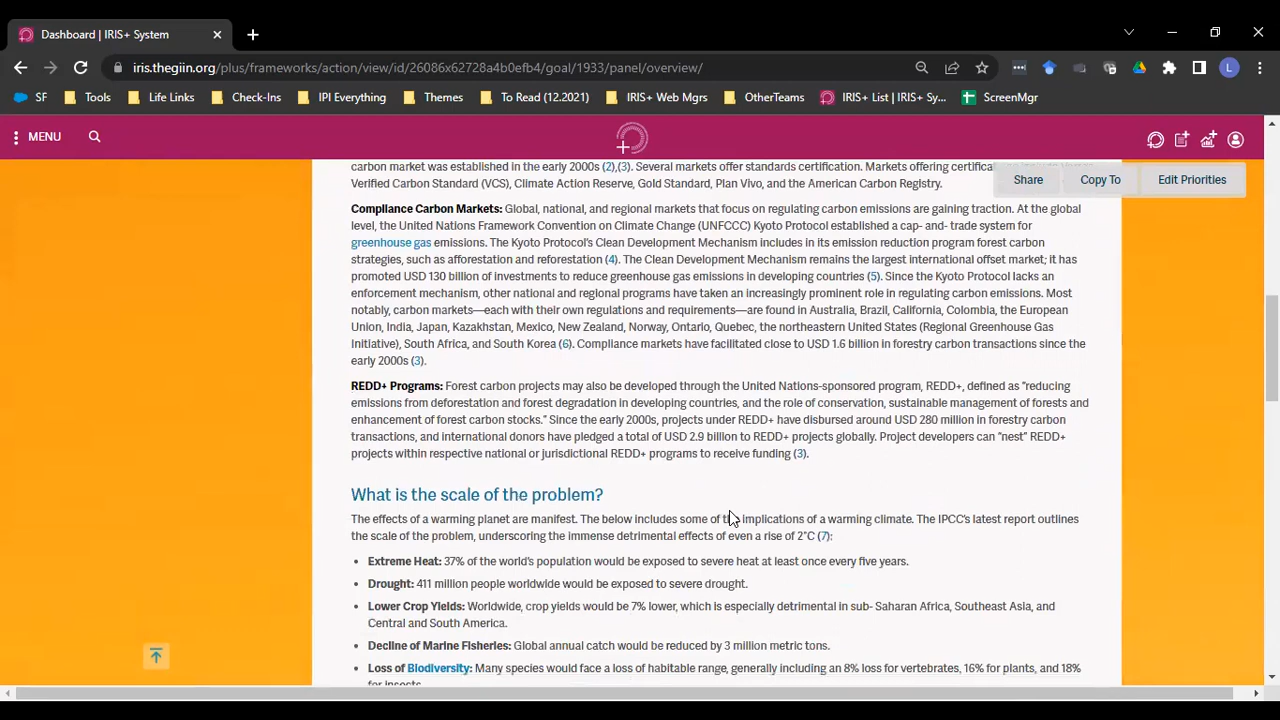 Dashboard | IRIS+ System
iris.thegiin.org/plus/frameworks/action/view/id/26086x62728a4b0efb4/goal/1933/panel/overview/
L
SF Tools Life Links Check-Ins IPI Everything Themes To Read (12.2021) IRIS+ Web Mgrs OtherTeams IRIS+ List | IRIS+ Sy... ScreenMgr
MENU
Share Copy To Edit Priorities
carbon market was established in the early 2000s (2),(3). Several markets offer standards certification. Markets offering
Verified Carbon Standard (VCS), Climate Action Reserve, Gold Standard, Plan Vivo, and the American Carbon Registry.
Compliance Carbon Markets: Global, national, and regional markets that focus on regulating carbon emissions are gaining traction. At the global
level, the United Nations Framework Convention on Climate Change (UNFCCC) Kyoto Protocol established a cap- and- trade system for
greenhouse gas emissions. The Kyoto Protocol's Clean Development Mechanism includes in its emission reduction program forest carbon
strategies, such as afforestation and reforestation (4). The Clean Development Mechanism remains the largest international offset market; it has
promoted USD 130 billion of investments to reduce greenhouse gas emissions in developing countries (5). Since the Kyoto Protocol lacks an
enforcement mechanism, other national and regional programs have taken an increasingly prominent role in regulating carbon emissions. Most
notably, carbon markets—each with their own regulations and requirements—are found in Australia, Brazil, California, Colombia, the European
Union, India, Japan, Kazakhstan, Mexico, New Zealand, Norway, Ontario, Quebec, the northeastern United States (Regional Greenhouse Gas
Initiative), South Africa, and South Korea (6). Compliance markets have facilitated close to USD 1.6 billion in forestry carbon transactions since the
early 2000s (3).
REDD+ Programs: Forest carbon projects may also be developed through the United Nations-sponsored program, REDD+, defined as "reducing
emissions from deforestation and forest degradation in developing countries, and the role of conservation, sustainable management of forests and
enhancement of forest carbon stocks." Since the early 2000s, projects under REDD+ have disbursed around USD 280 million in forestry carbon
transactions, and international donors have pledged a total of USD 2.9 billion to REDD+ projects globally. Project developers can "nest" REDD+
projects within respective national or jurisdictional REDD+ programs to receive funding (3).
What is the scale of the problem?
The effects of a warming planet are manifest. The below includes some of the implications of a warming climate. The IPCC's latest report outlines
the scale of the problem, underscoring the immense detrimental effects of even a rise of 2°C (7):
• Extreme Heat: 37% of the world's population would be exposed to severe heat at least once every five years.
• Drought: 411 million people worldwide would be exposed to severe drought.
• Lower Crop Yields: Worldwide, crop yields would be 7% lower, which is especially detrimental in sub- Saharan Africa, Southeast Asia, and
Central and South America.
• Decline of Marine Fisheries: Global annual catch would be reduced by 3 million metric tons.
• Loss of Biodiversity: Many species would face a loss of habitable range, generally including an 8% loss for vertebrates, 16% for plants, and 18%
for insects.